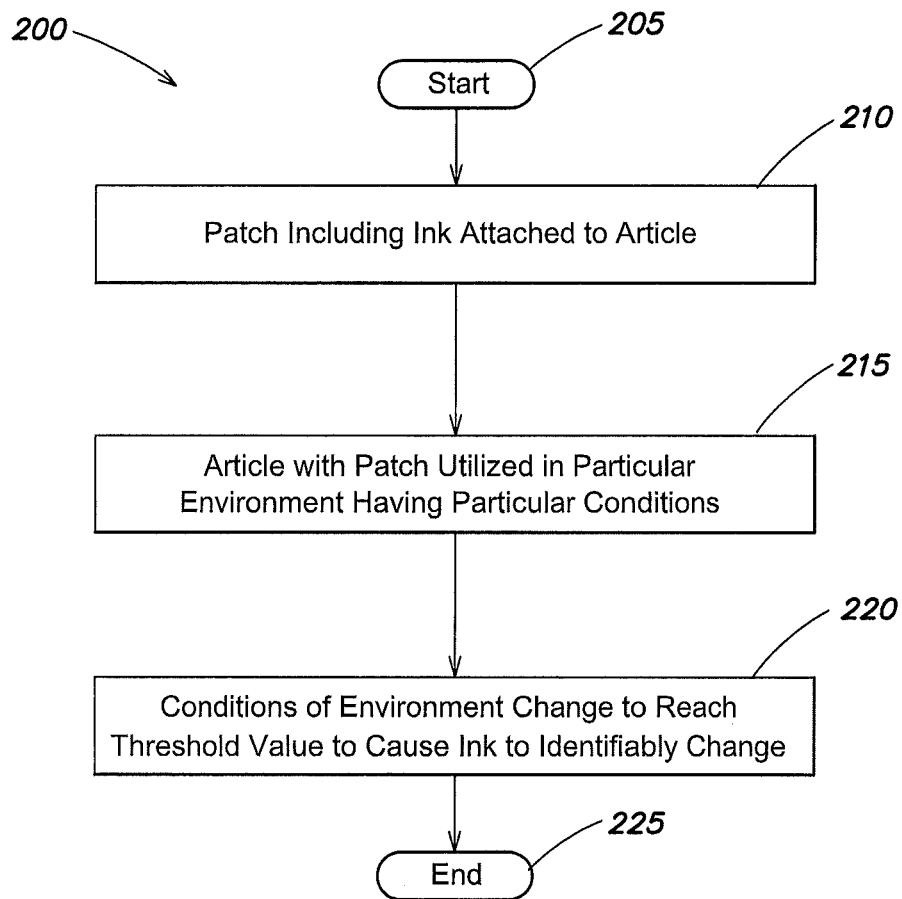 200
205
Start
210
Patch Including Ink Attached to Article
215
Article with Patch Utilized in Particular
Environment Having Particular Conditions
220
Conditions of Environment Change to Reach
Threshold Value to Cause Ink to Identifiably Change
225
End